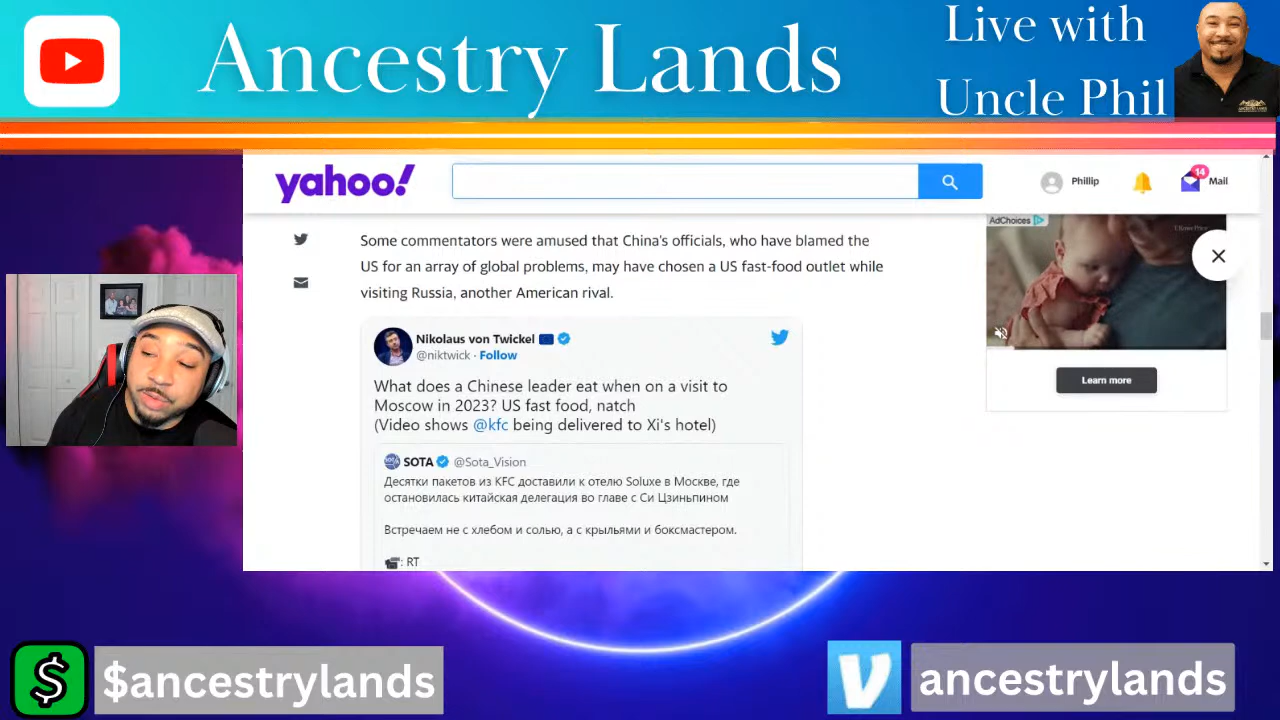 Ancestry Lands
Live with
Uncle Phil
yahoo!
Phillip
14
Mail
Some commentators were amused that China's officials, who have blamed the
US for an array of global problems, may have chosen a US fast-food outlet while
visiting Russia, another American rival.
AdChoices
Learn more
Nikolaus von Twickel
@niktwick · Follow
What does a Chinese leader eat when on a visit to
Moscow in 2023? US fast food, natch
(Video shows @kfc being delivered to Xi's hotel)
SOTA @Sota_Vision
Десятки пакетов из KFC доставили к отелю Soluxe в Москве, где
остановилась китайская делегация во главе с Си Цзиньпином
Встречаем не с хлебом и солью, а с крыльями и боксмастером.
: RT
$ancestrylands
ancestrylands